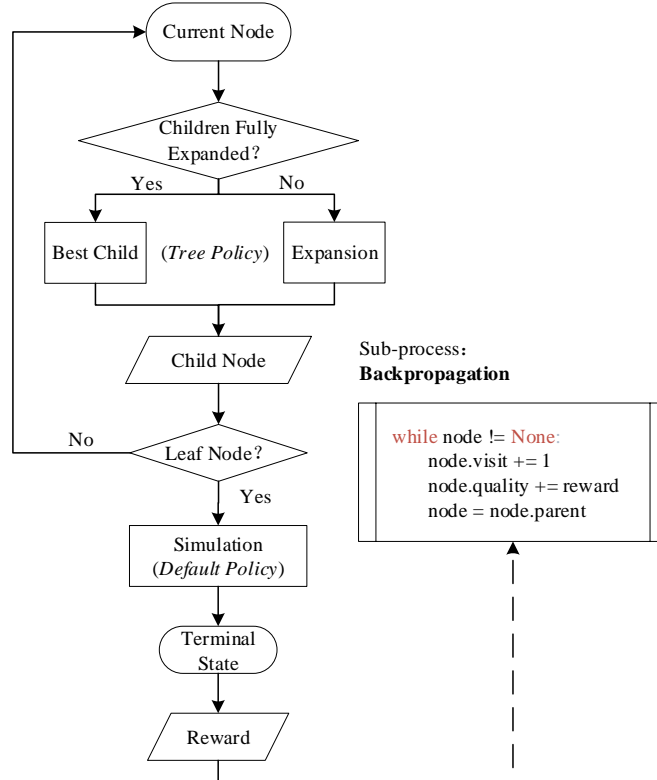 Current Node
Children Fully
Expanded？
Yes
No
Best Child
(Tree Policy)
Expansion
Child Node
Sub-process：
Backpropagation
No
Leaf Node？
while node != None:
node.visit += 1
node.quality += reward
node = node.parent
Yes
Simulation
(Default Policy)
Terminal
State
Reward